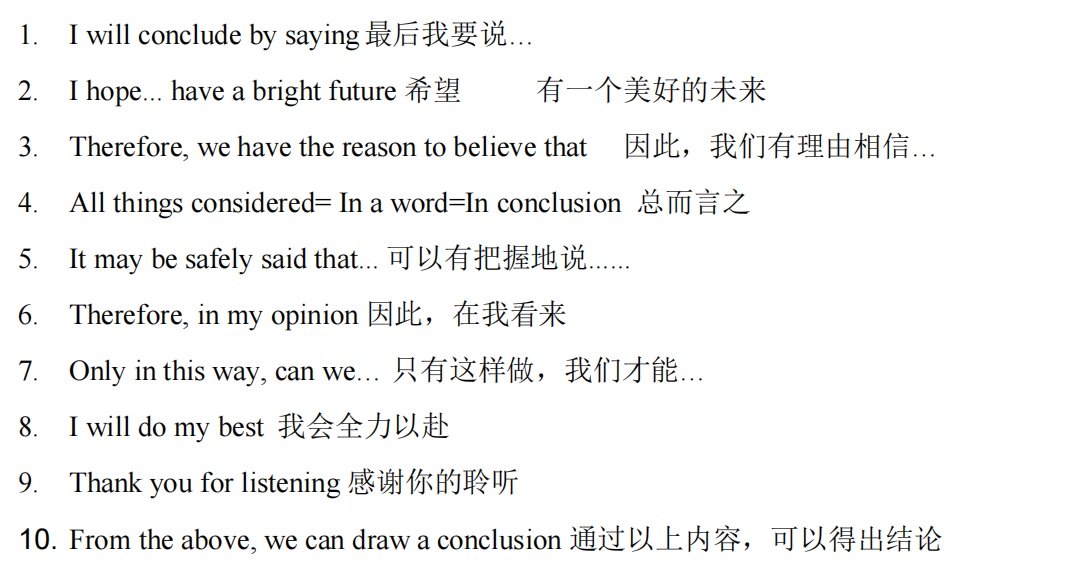 1. I will conclude by saying 最后我要说…
2. I hope... have a bright future 希望 有一个美好的未来
3. Therefore, we have the reason to believe that 因此，我们有理由相信…
4. All things considered= In a word=In conclusion 总而言之
5. It may be safely said that... 可以有把握地说……
6. Therefore, in my opinion 因此，在我看来
7. Only in this way, can we… 只有这样做，我们才能…
8. I will do my best 我会全力以赴
9. Thank you for listening 感谢你的聆听
10. From the above, we can draw a conclusion 通过以上内容，可以得出结论